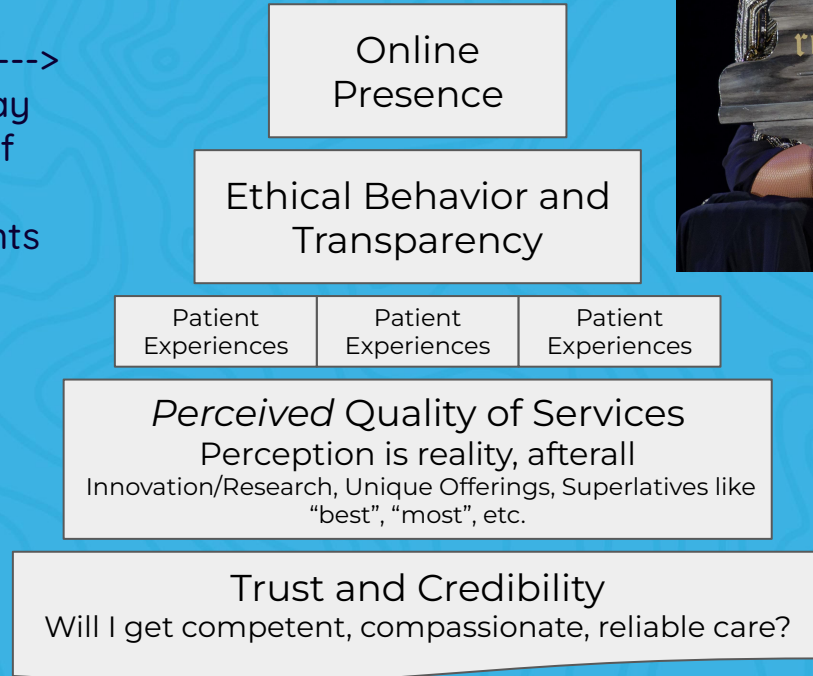 --->
Online
Presence
Ethical Behavior and
Transparency
Patient
Experiences
Patient
Experiences
Patient
Experiences
Perceived Quality of Services
Perception is reality, afterall
Innovation/Research, Unique Offerings, Superlatives like
“best”, “most”, etc.
Trust and Credibility
Will I get competent, compassionate, reliable care?